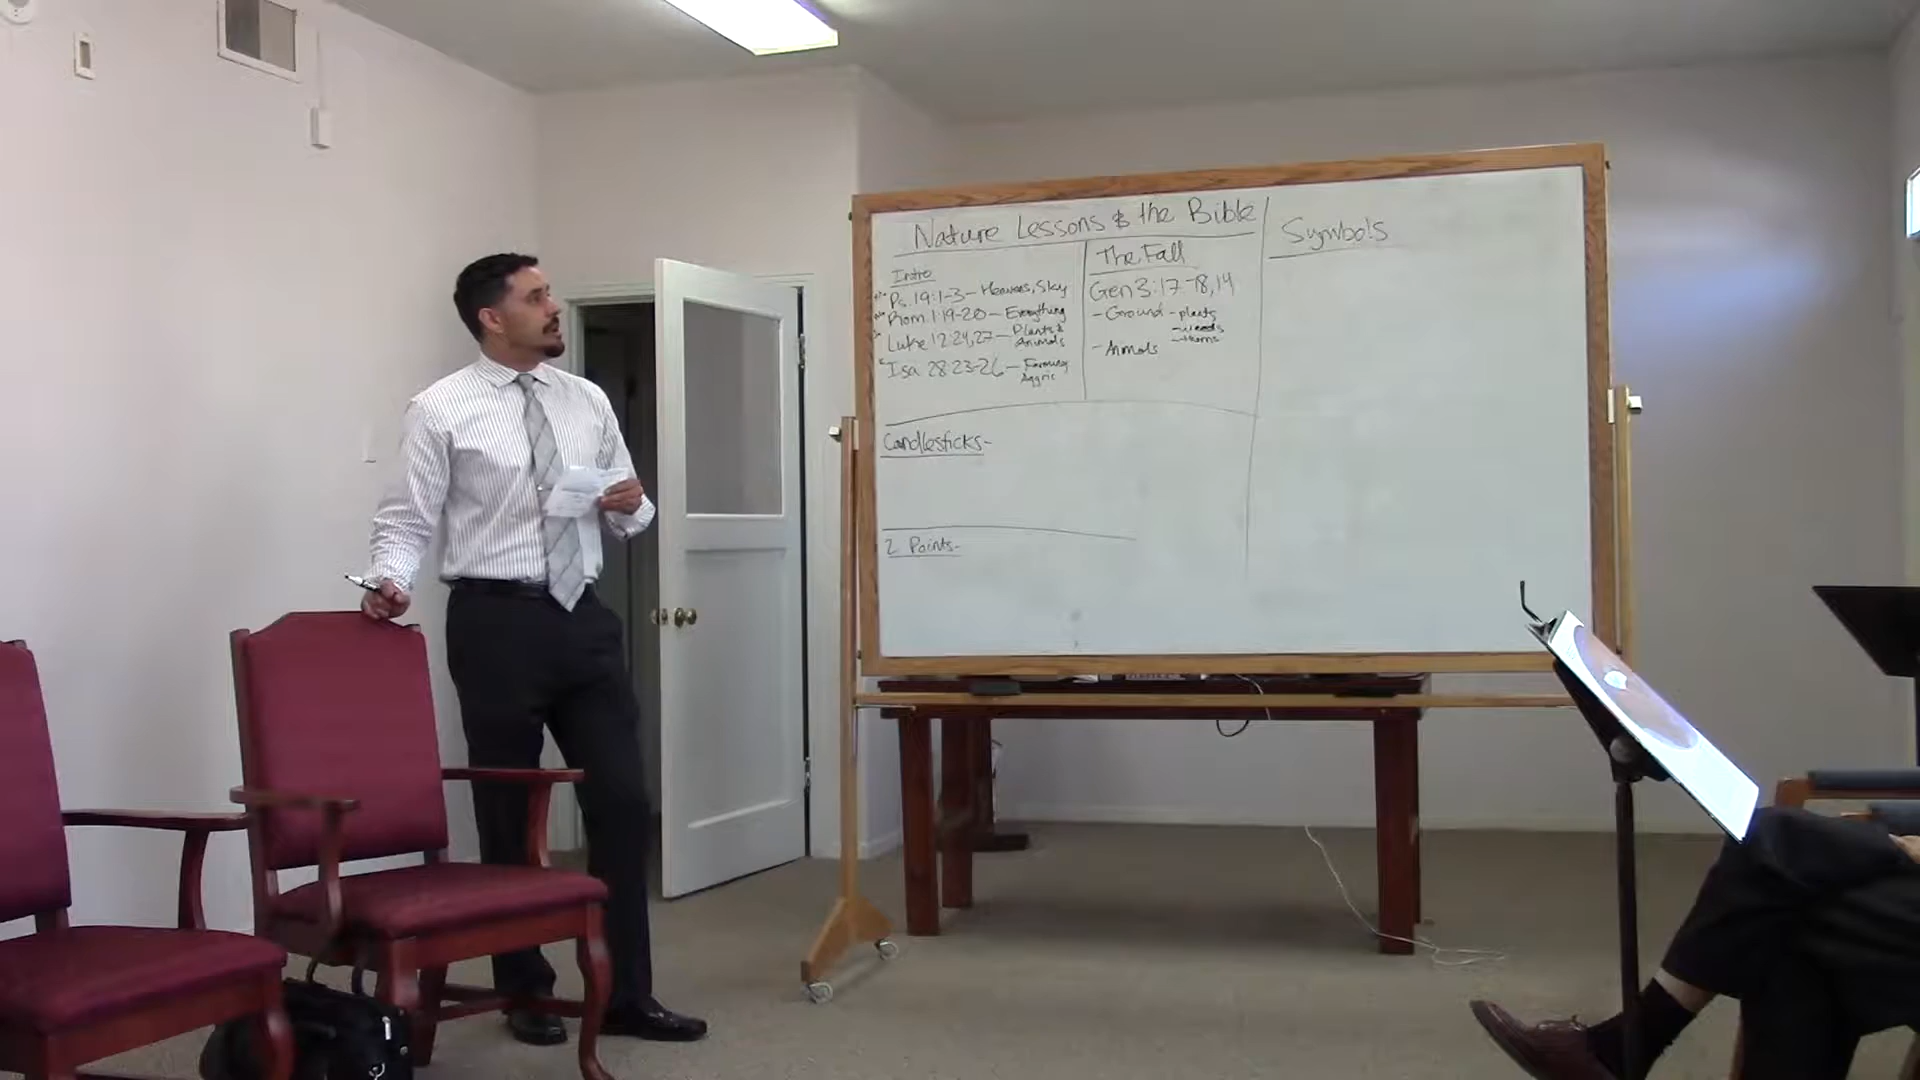 Nature Lessons & the Bible
Intro
Ps. 19:1-3 - Heavens, Sky
Rom 1:19-20 - Everything
Luke 12:24,27 - Plants &
Animals
Isa 28:23-26 - Farming
Aggric
The Fall
Gen 3:17-18,14
- Ground - plants
- weeds
- thorns
- Animals
Symbols
Candlesticks-
2 Points-